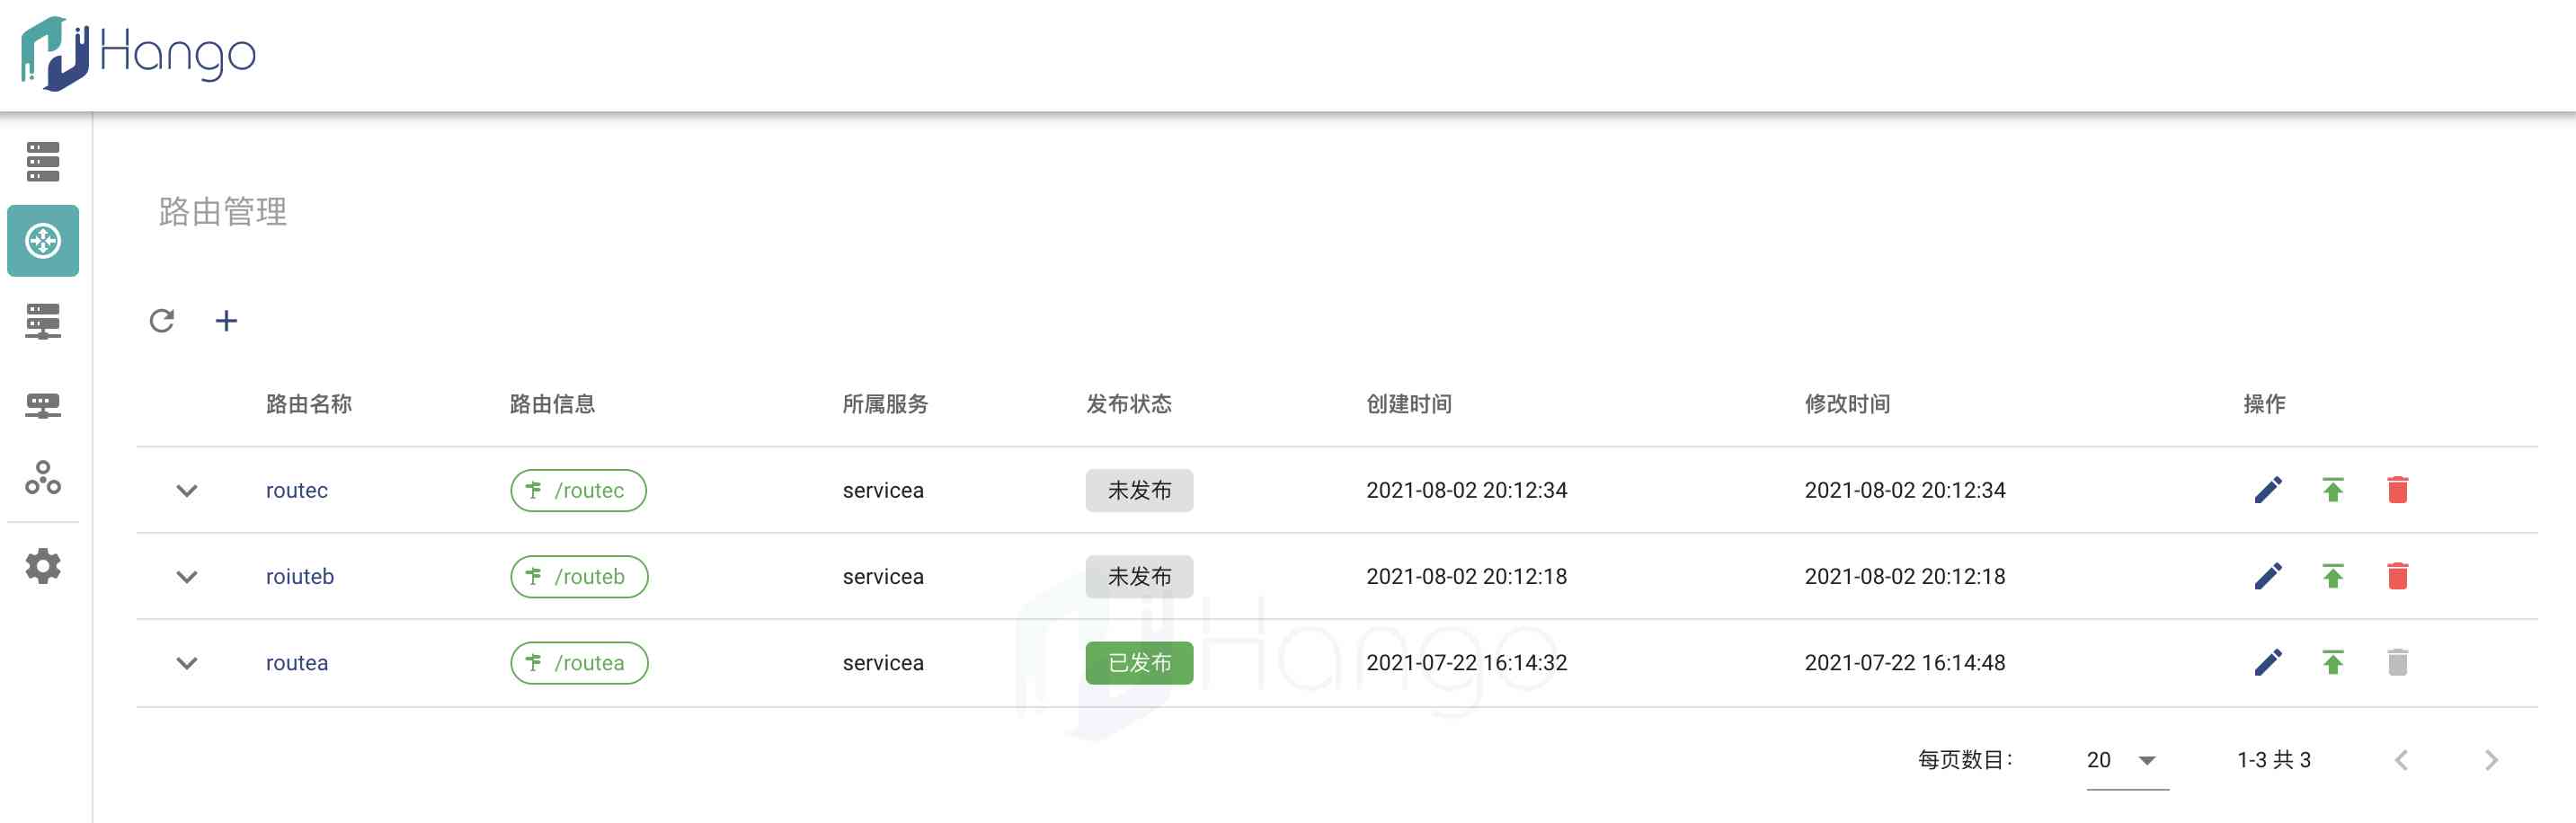 Hango
路由管理
路由名称 路由信息 所属服务 发布状态 创建时间 修改时间 操作
routec /routec servicea 未发布 2021-08-02 20:12:34 2021-08-02 20:12:34
roiuteb /routeb servicea 未发布 2021-08-02 20:12:18 2021-08-02 20:12:18
routea /routea servicea 已发布 2021-07-22 16:14:32 2021-07-22 16:14:48
Hango
每页数目： 20 1-3 共 3